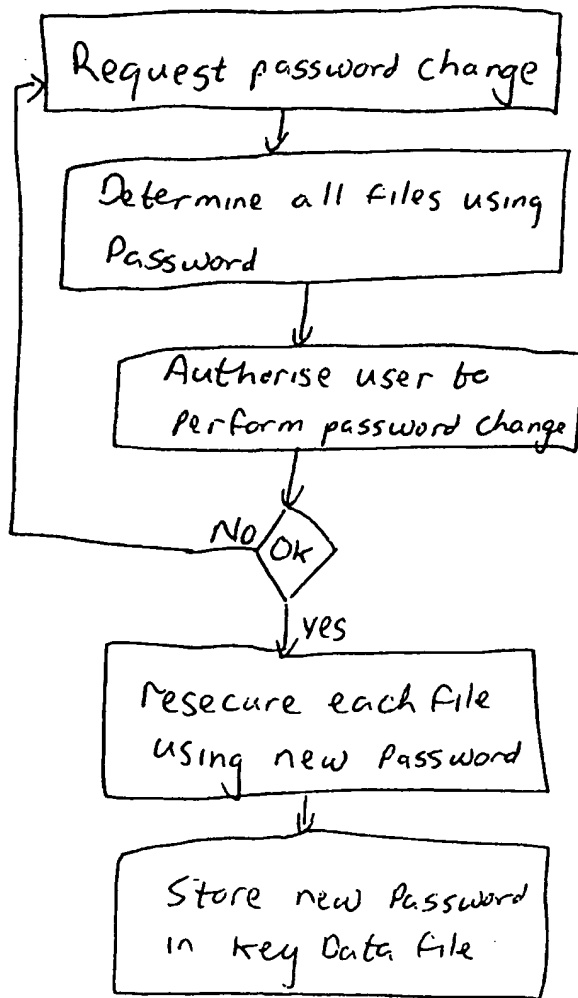 Request password change
Determine all files using
Password
Authorise user to
Perform password change
No
OK
yes
resecure each file
using new Password
Store new Password
in Key Data file